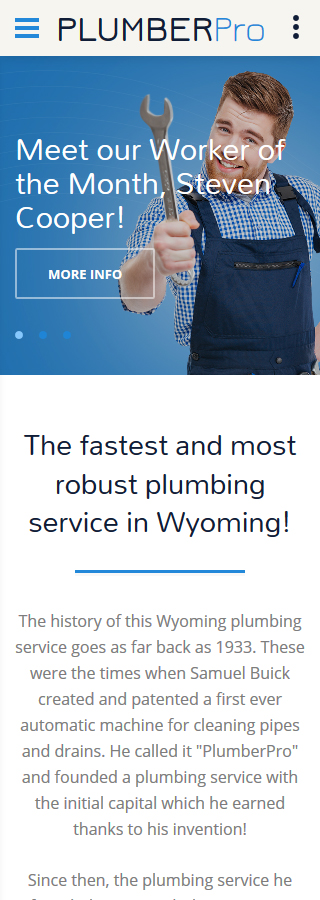 PLUMBERPro
Meet our Worker of
the Month, Steven
Cooper!
MORE INFO
The fastest and most
robust plumbing
service in Wyoming!
The history of this Wyoming plumbing
service goes as far back as 1933. These
were the times when Samuel Buick
created and patented a first ever
automatic machine for cleaning pipes
and drains. He called it "PlumberPro"
and founded a plumbing service with
the initial capital which he earned
thanks to his invention!
Since then, the plumbing service he